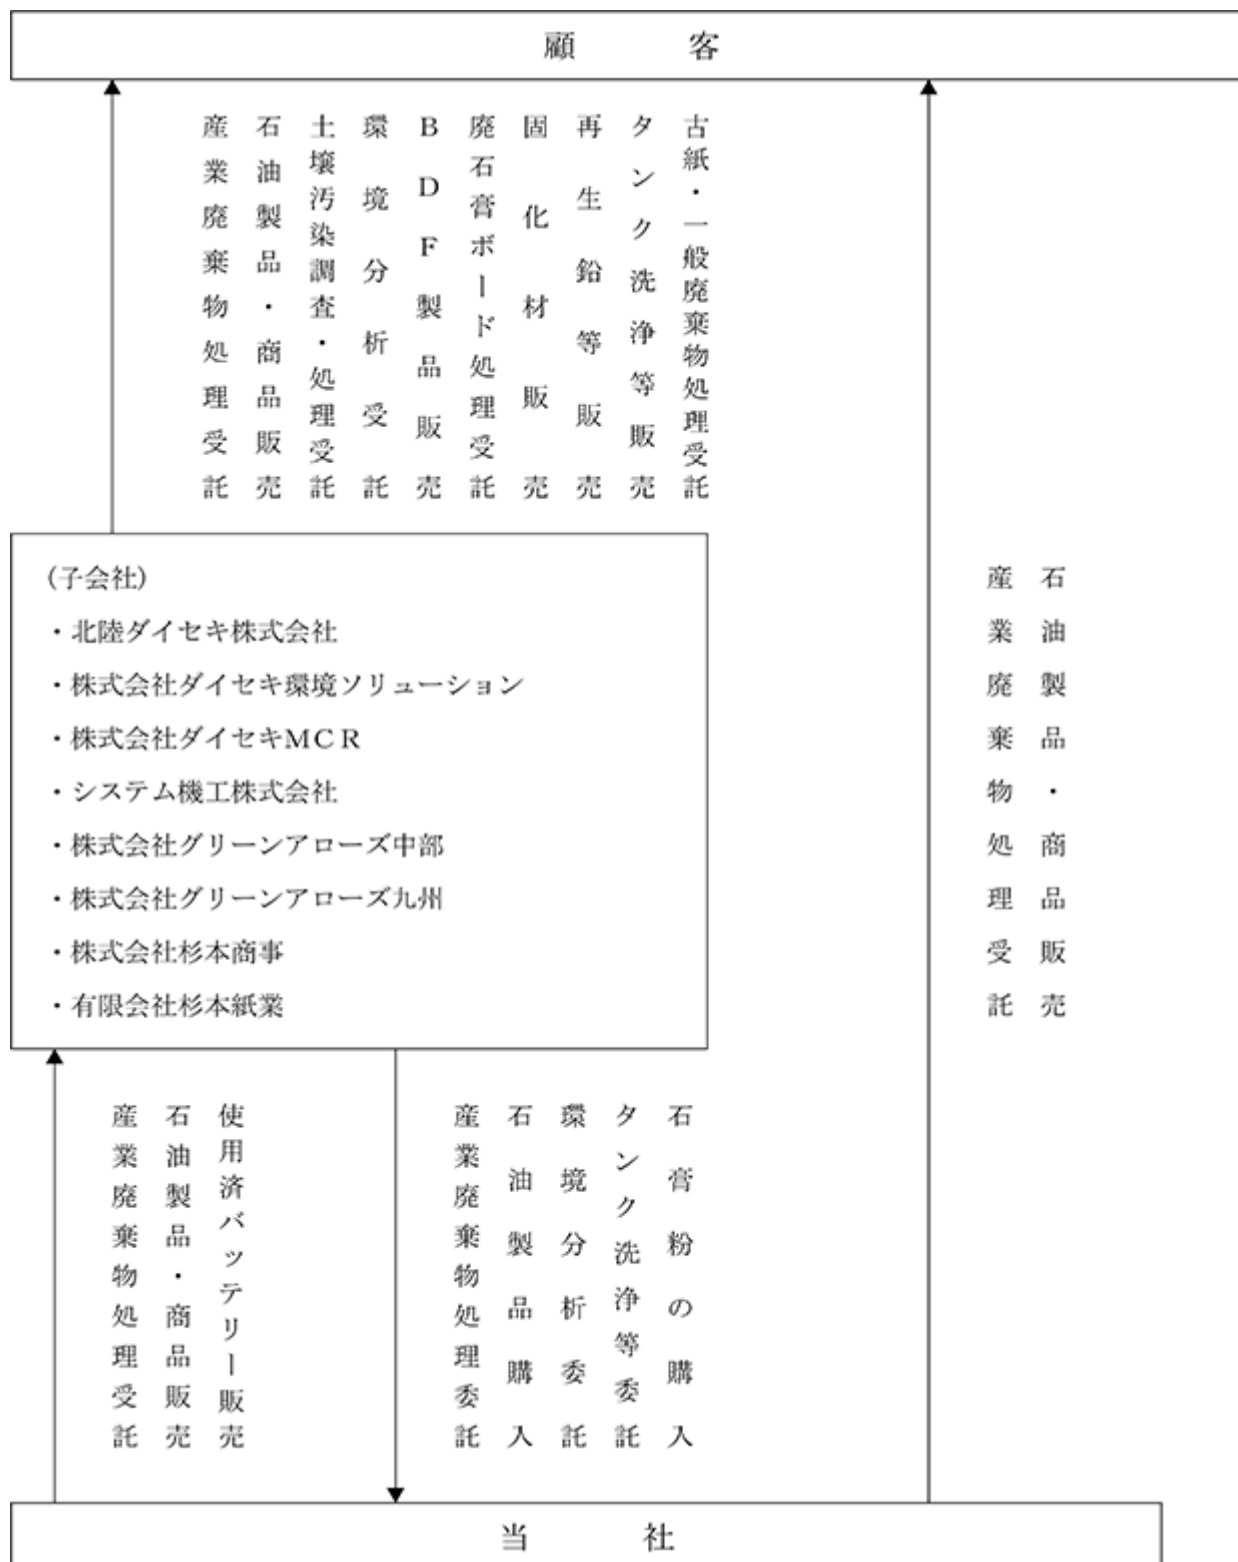 顧客
産業廃棄物処理受託
石油製品・商品販売
土壌汚染調査・処理受託
環境分析受託
BDF製品販売
廃石膏ボード処理受託
固化材販売
再生鉛等販売
タンク洗浄等販売
古紙・一般廃棄物処理受託
(子会社)
・北陸ダイセキ株式会社
・株式会社ダイセキ環境ソリューション
・株式会社ダイセキMCR
・システム機工株式会社
・株式会社グリーンアローズ中部
・株式会社グリーンアローズ九州
・株式会社杉本商事
・有限会社杉本紙業
産業廃棄物処理受託
石油製品・商品販売
産業廃棄物処理受託
石油製品・商品販売
使用済バッテリー販売
産業廃棄物処理委託
石油製品購入
環境分析委託
タンク洗浄等委託
石膏粉の購入
当社